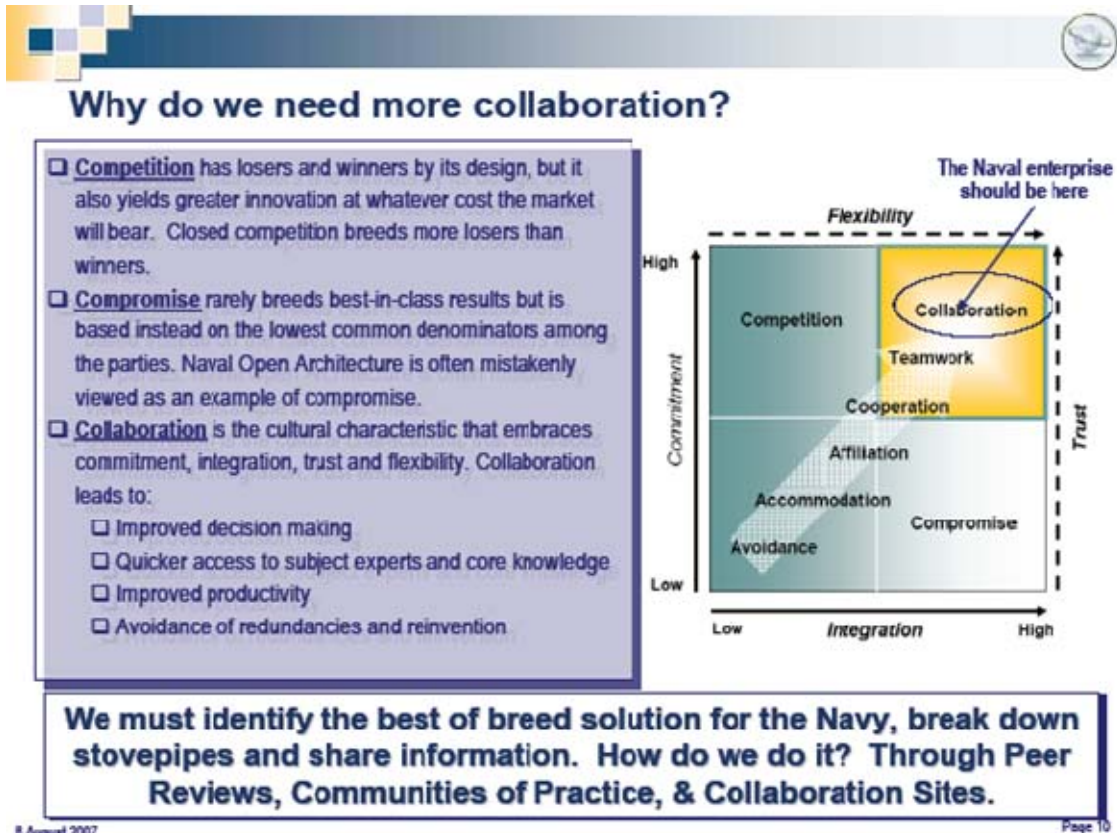 Why do we need more collaboration?
❑ Competition has losers and winners by its design, but it
also yields greater innovation at whatever cost the market
will bear. Closed competition breeds more losers than
winners.
❑ Compromise rarely breeds best-in-class results but is
based instead on the lowest common denominators among
the parties. Naval Open Architecture is often mistakenly
viewed as an example of compromise.
❑ Collaboration is the cultural characteristic that embraces
commitment, integration, trust and flexibility. Collaboration
leads to:
❑ Improved decision making
❑ Quicker access to subject experts and core knowledge
❑ Improved productivity
❑ Avoidance of redundancies and reinvention
The Naval enterprise
should be here
Flexibility
High
Competition
Collaboration
Teamwork
Cooperation
Commitment
Trust
Affiliation
Accommodation
Compromise
Avoidance
Low
Low
Integration
High
We must identify the best of breed solution for the Navy, break down
stovepipes and share information. How do we do it? Through Peer
Reviews, Communities of Practice, & Collaboration Sites.
8 August 2007
Page 10